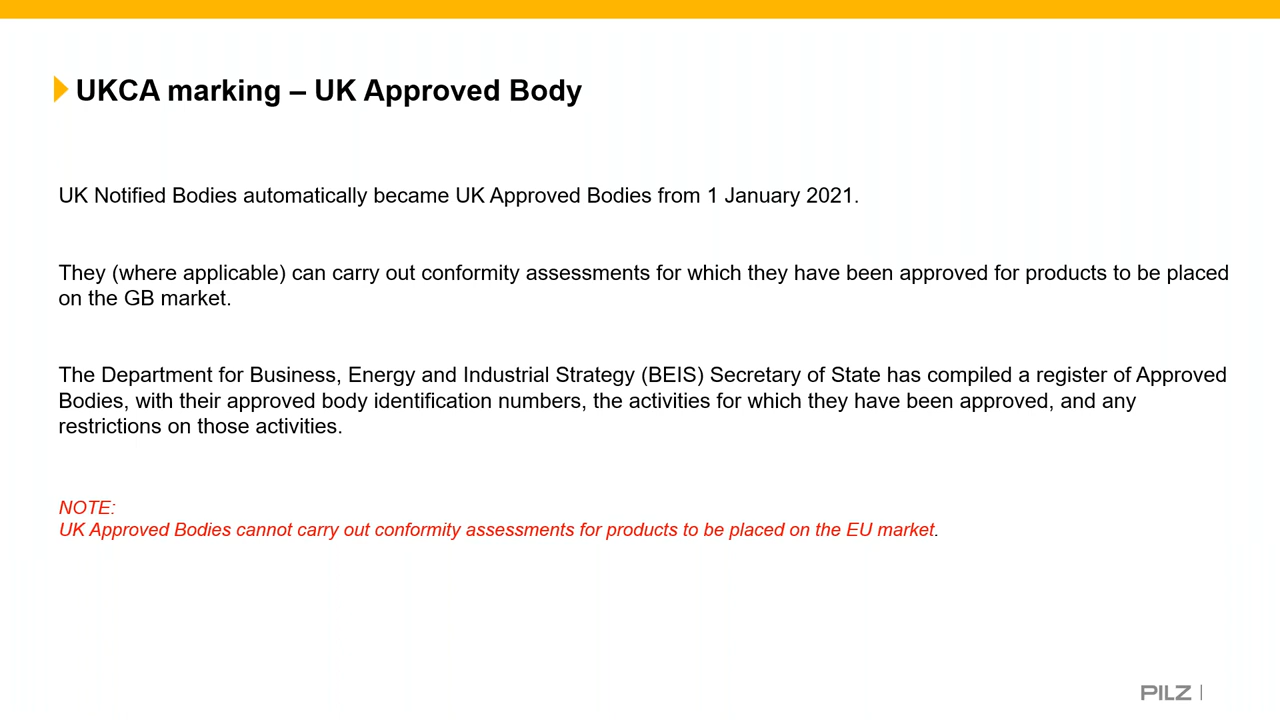 UKCA marking – UK Approved Body
UK Notified Bodies automatically became UK Approved Bodies from 1 January 2021.
They (where applicable) can carry out conformity assessments for which they have been approved for products to be placed
on the GB market.
The Department for Business, Energy and Industrial Strategy (BEIS) Secretary of State has compiled a register of Approved
Bodies, with their approved body identification numbers, the activities for which they have been approved, and any
restrictions on those activities.
NOTE:
UK Approved Bodies cannot carry out conformity assessments for products to be placed on the EU market.
PILZ |